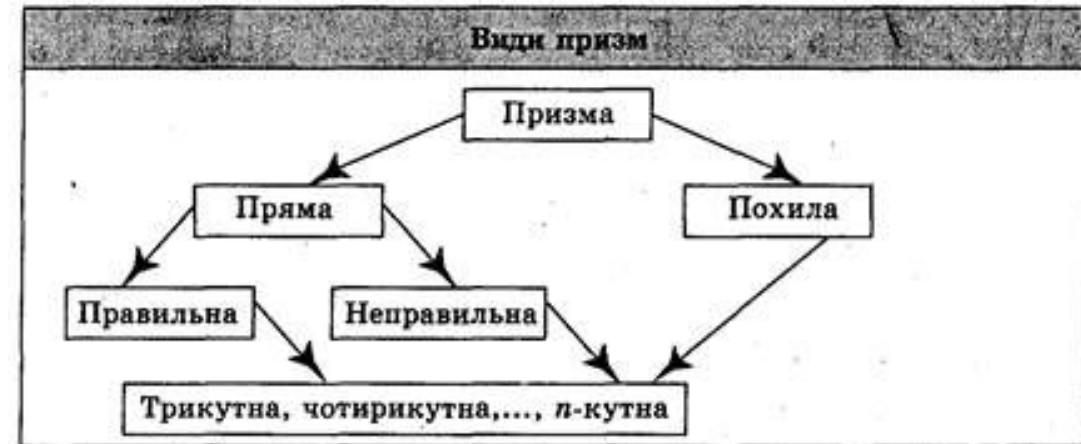 Види призм
Призма
Пряма
Похила
Правильна
Неправильна
Трикутна, чотирикутна,..., n-кутна